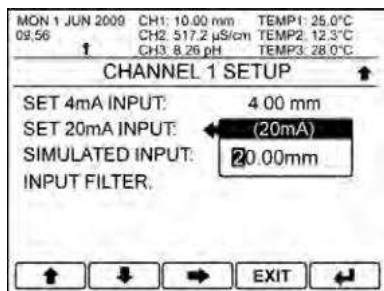 MON 1 JUN 2009 CH1: 10.00 mm TEMP1: 25.0°C
09:56 CH2: 517.2 µS/cm TEMP2: 12.3°C
CH3: 8.26 pH TEMP3: 28.0°C
CHANNEL 1 SETUP
SET 4mA INPUT: 4.00 mm
SET 20mA INPUT: (20mA)
SIMULATED INPUT: 20.00mm
INPUT FILTER.
EXIT